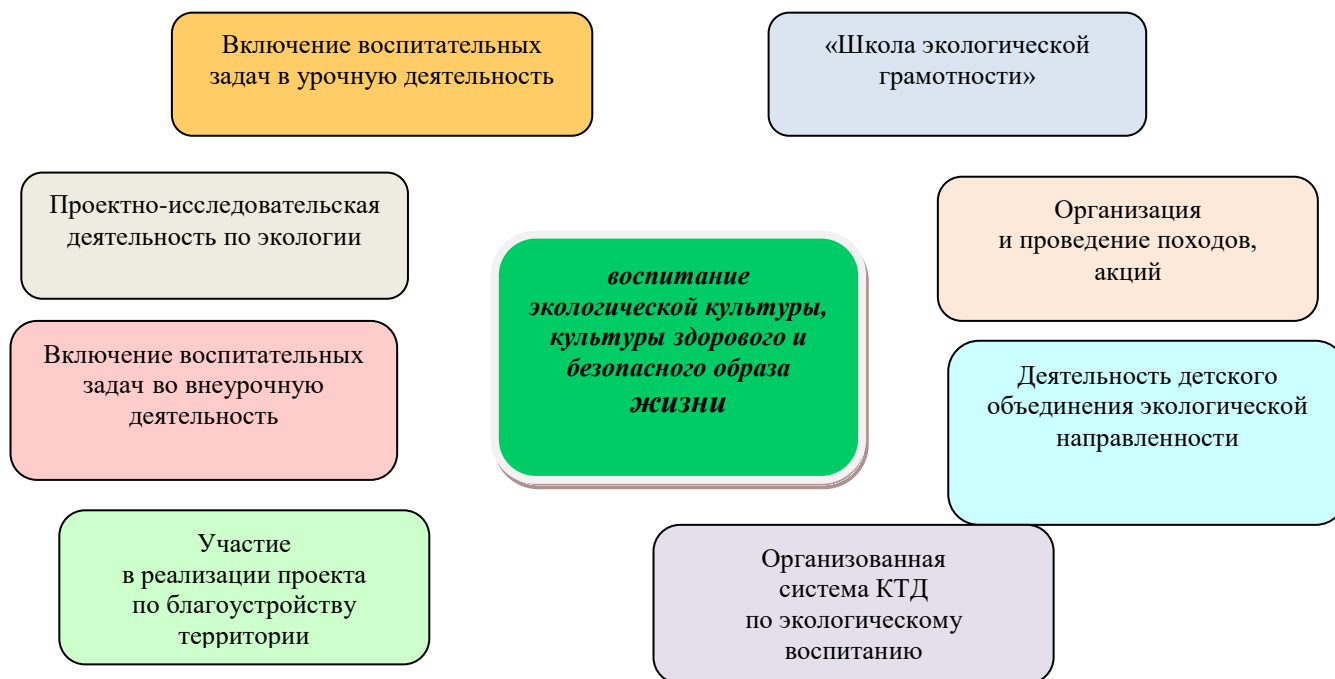 Включение воспитательных
задач в урочную деятельность
«Школа экологической
грамотности»
Проектно-исследовательская
деятельность по экологии
Организация
и проведение походов,
акций
воспитание
экологической культуры,
культуры здорового и
безопасного образа
жизни
Включение воспитательных
задач во внеурочную
деятельность
Деятельность детского
объединения экологической
направленности
Участие
в реализации проекта
по благоустройству
территории
Организованная
система КТД
по экологическому
воспитанию